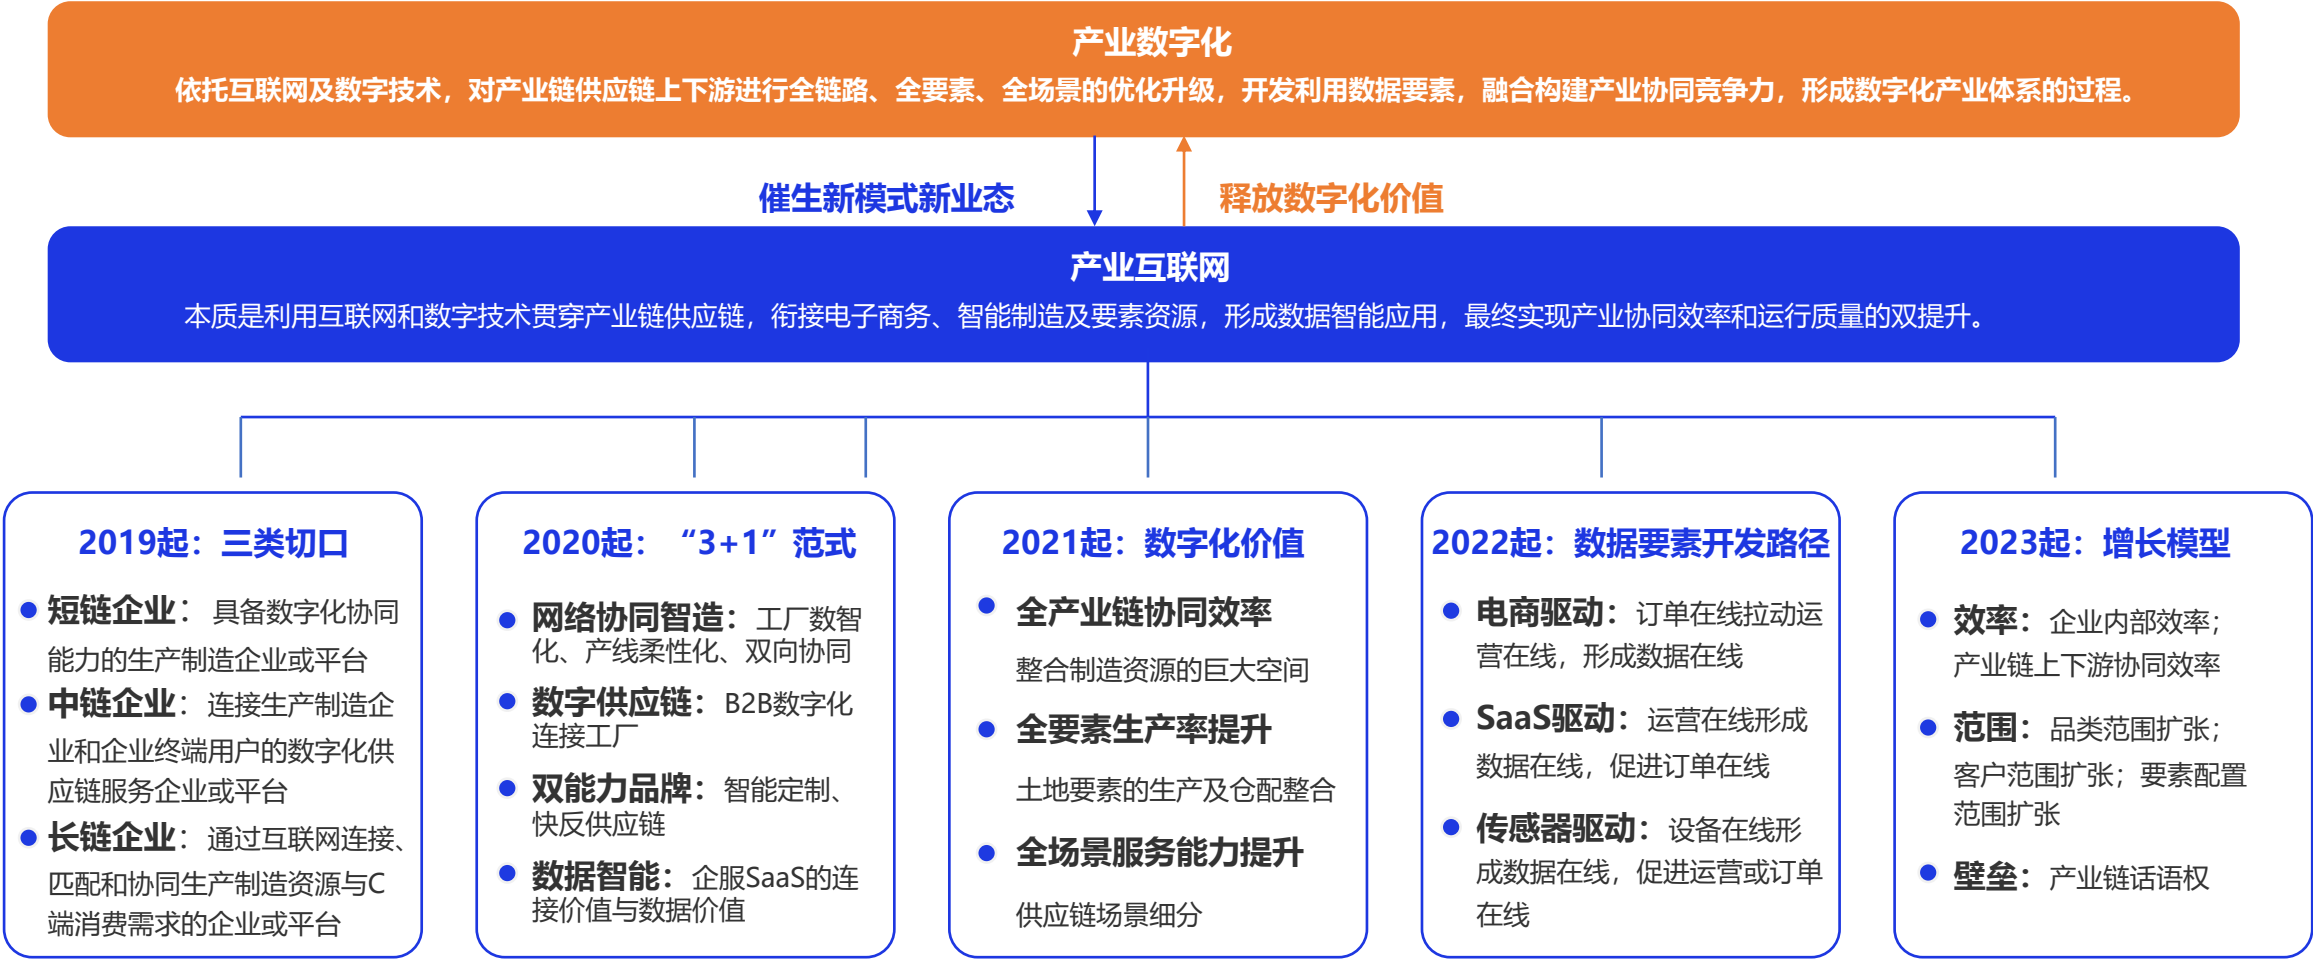 产业数字化
依托互联网及数字技术，对产业链供应链上下游进行全链路、全要素、全场景的优化升级，开发利用数据要素，融合构建产业协同竞争力，形成数字化产业体系的过程。
催生新模式新业态
释放数字化价值
产业互联网
本质是利用互联网和数字技术贯穿产业链供应链，衔接电子商务、智能制造及要素资源，形成数据智能应用，最终实现产业协同效率和运行质量的双提升。
2019起：三类切口
短链企业：具备数字化协同
能力的生产制造企业或平台
中链企业：连接生产制造企
业和企业终端用户的数字化供
应链服务企业或平台
长链企业：通过互联网连接、
匹配和协同生产制造资源与C
端消费需求的企业或平台
2020起：“3+1”范式
网络协同智造：工厂数智
化、产线柔性化、双向协同
数字供应链：B2B数字化
连接工厂
双能力品牌：智能定制、
快反供应链
数据智能：企服SaaS的连
接价值与数据价值
2021起：数字化价值
全产业链协同效率
整合制造资源的巨大空间
全要素生产率提升
土地要素的生产及仓配整合
全场景服务能力提升
供应链场景细分
2022起：数据要素开发路径
电商驱动：订单在线拉动运
营在线，形成数据在线
SaaS驱动：运营在线形成
数据在线，促进订单在线
传感器驱动：设备在线形
成数据在线，促进运营或订单
在线
2023起：增长模型
效率：企业内部效率；
产业链上下游协同效率
范围：品类范围扩张；
客户范围扩张；要素配置
范围扩张
壁垒：产业链话语权